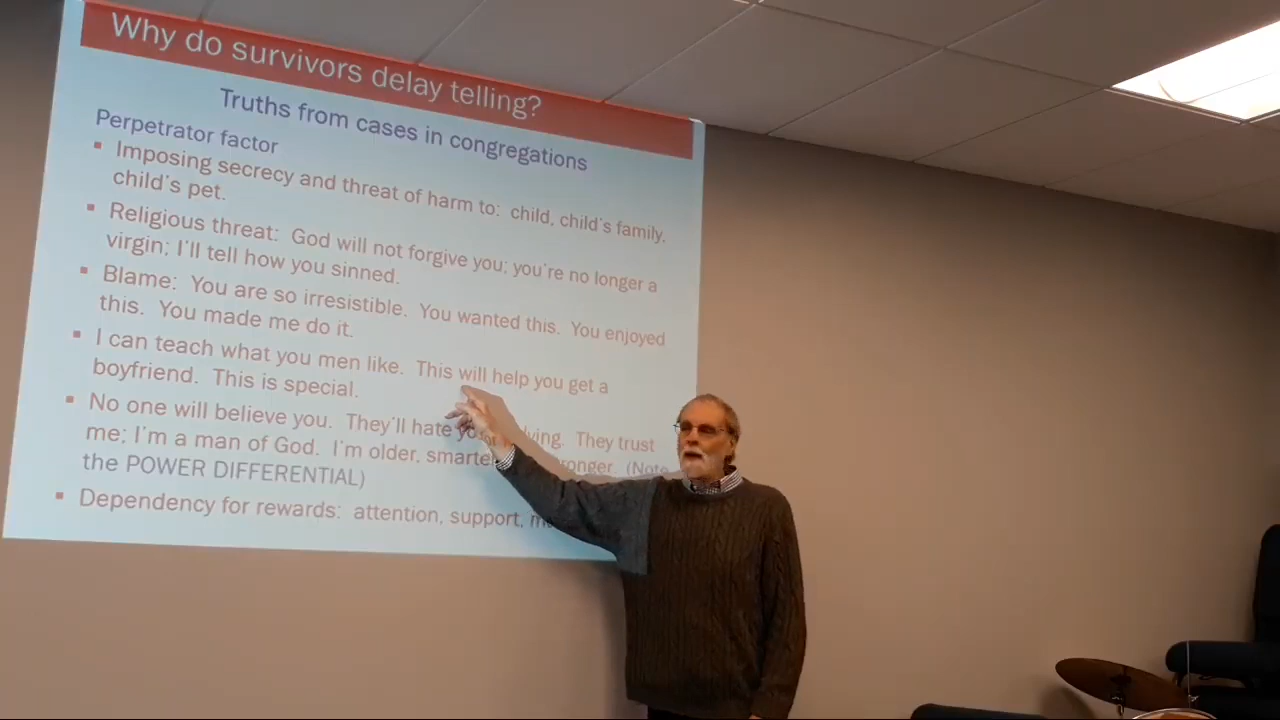 Why do survivors delay telling?
Truths from cases in congregations
Perpetrator factor
▪ Imposing secrecy and threat of harm to: child, child's family,
child's pet.
▪ Religious threat: God will not forgive you; you're no longer a
virgin; I'll tell how you sinned.
▪ Blame: You are so irresistible. You wanted this. You enjoyed
this. You made me do it.
▪ I can teach what you men like. This will help you get a
boyfriend. This is special.
▪ No one will believe you. They'll hate They trust
me; I'm a man of God. I'm older, (Note
the POWER DIFFERENTIAL)
▪ Dependency for rewards: attention, support,